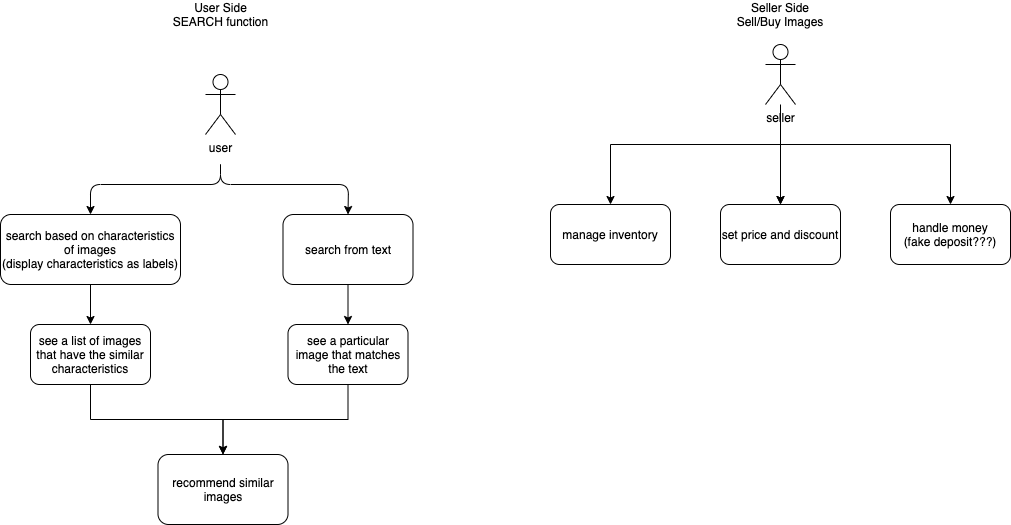 User Side
SEARCH function
user
search based on characteristics
of images
(display characteristics as labels)
search from text
see a list of images
that have the similar
characteristics
see a particular
image that matches
the text
recommend similar
images
Seller Side
Sell/Buy Images
seller
manage inventory
set price and discount
handle money
(fake deposit???)